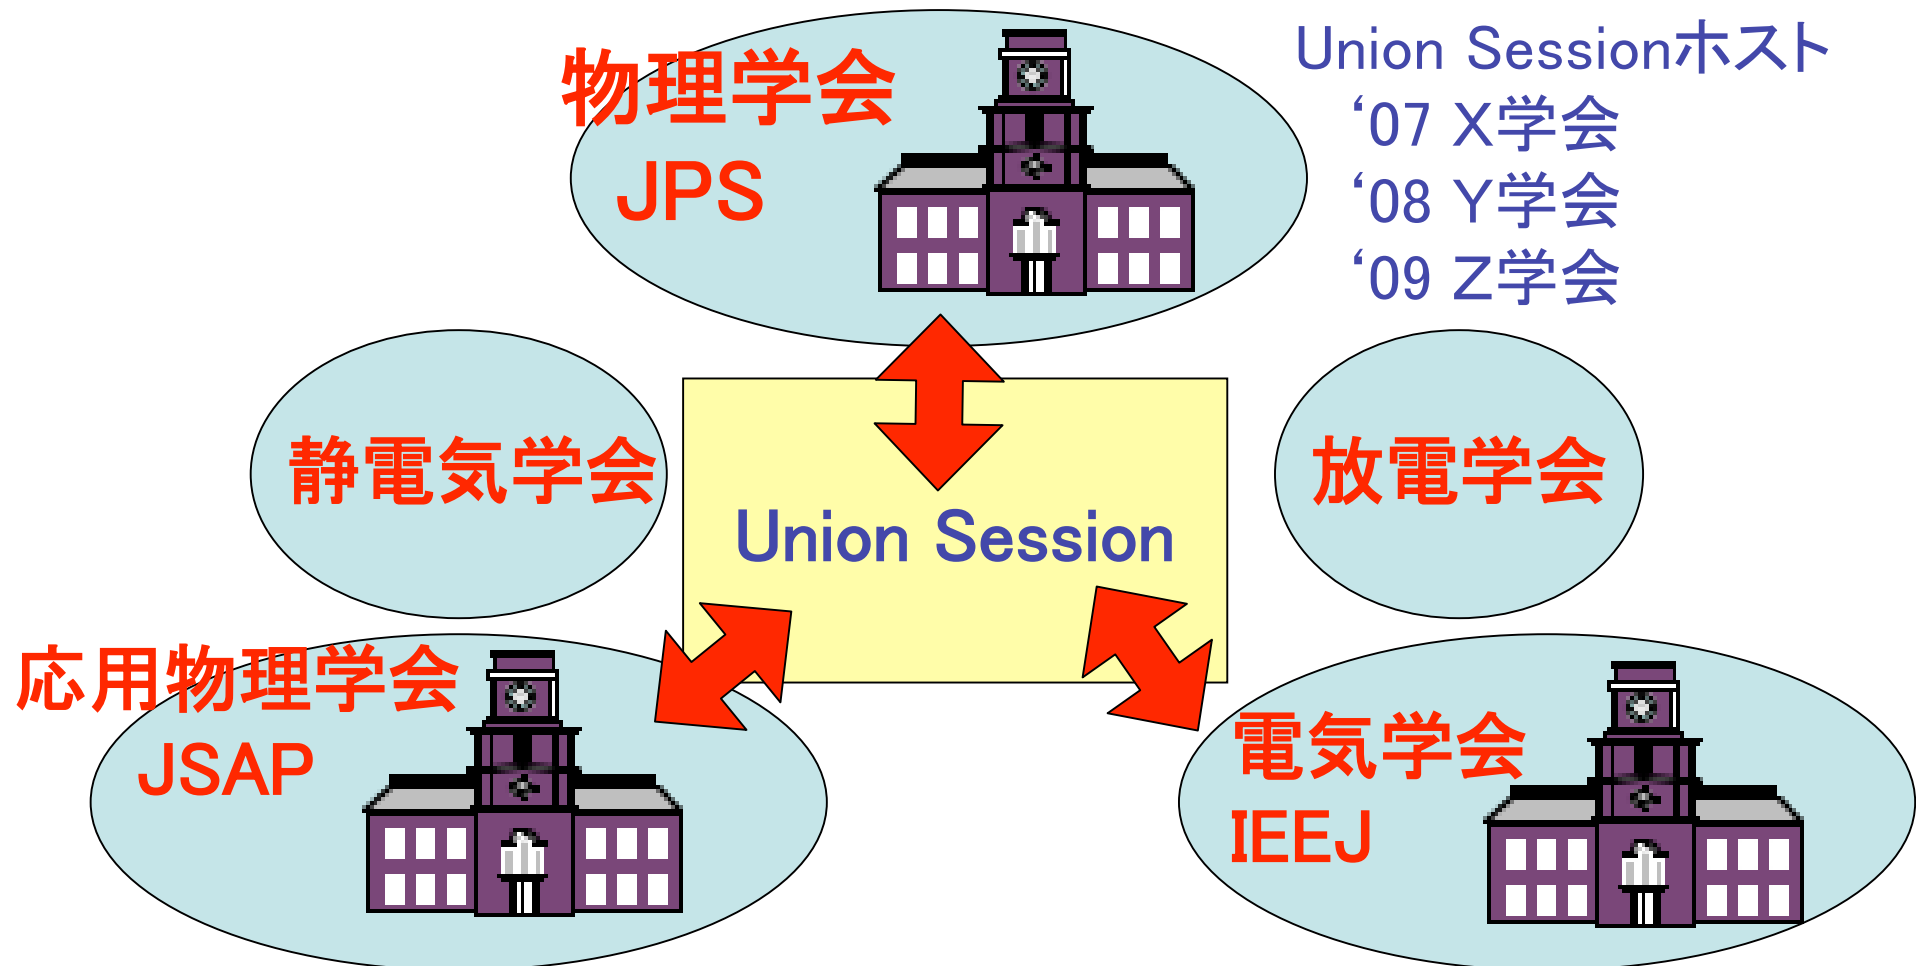 物理学会
JPS
Union Sessionホスト
‘07 X学会
‘08 Y学会
‘09 Z学会
静電気学会
放電学会
Union Session
応用物理学会
JSAP
電気学会
IEEJ